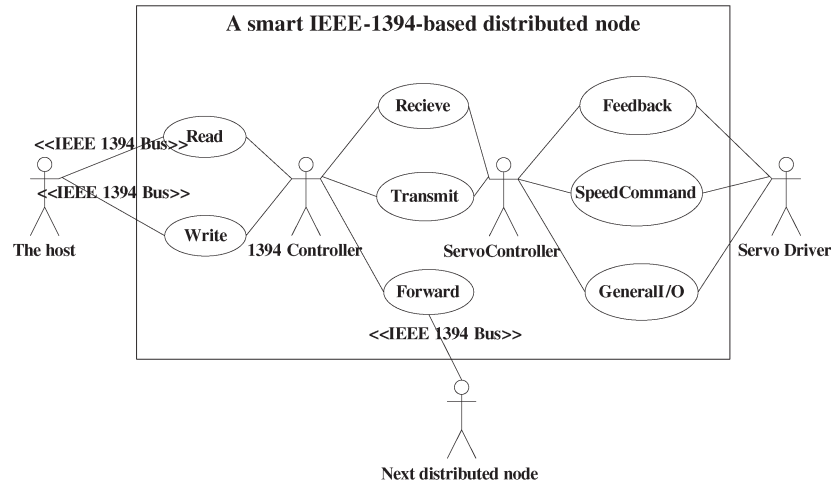 A smart IEEE-1394-based distributed node
Recieve
Feedback
Read
<<IEEE 1394 Bus>>
<<IEEE 1394 Bus>>
Transmit
SpeedCommand
Write
The host
1394 Controller
ServoController
Servo Driver
Forward
GeneralI/O
<<IEEE 1394 Bus>>
Next distributed node